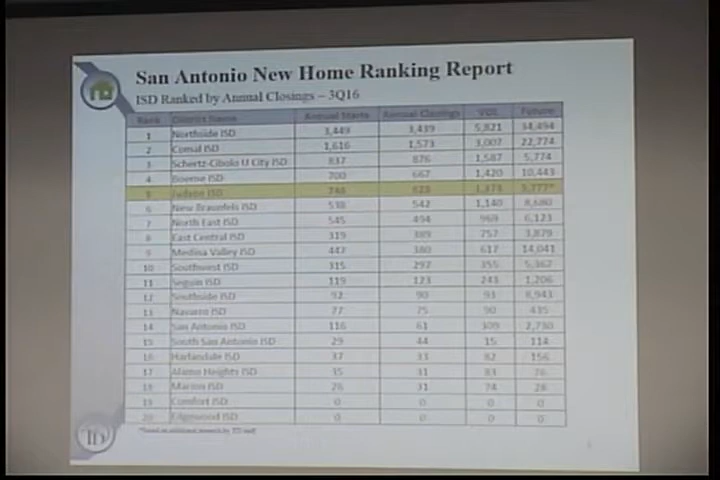 San Antonio New Home Ranking Report
ISD Ranked by Annual Closings – 3Q16
Rank District Name Annual Starts Annual Closings VDL Future
1 Northside ISD 3,449 3,439 5,821 34,494
2 Comal ISD 1,616 1,573 3,007 22,774
3 Schertz-Cibolo U City ISD 837 876 1,587 5,774
4 Boerne ISD 700 667 1,420 10,443
5 Judson ISD
6 New Braunfels ISD 538 542 1,140 8,680
7 North East ISD 545 494 969 6,123
8 East Central ISD 319 389 757 3,879
9 Medina Valley ISD 447 380 617 14,041
10 Southwest ISD 315 297 355 5,367
11 Seguin ISD 119 123 243 1,206
12 Southside ISD 92 90 93 8,943
13 Navarro ISD 77 75 90 435
14 San Antonio ISD 116 61 309 2,730
15 South San Antonio ISD 29 44 15 114
16 Harlandale ISD 37 33 82 156
17 Alamo Heights ISD 35 31 83 76
18 Marion ISD 26 31 74 28
19 Comfort ISD 0 0 0 0
20 Edgewood ISD 0 0 0 0
TD